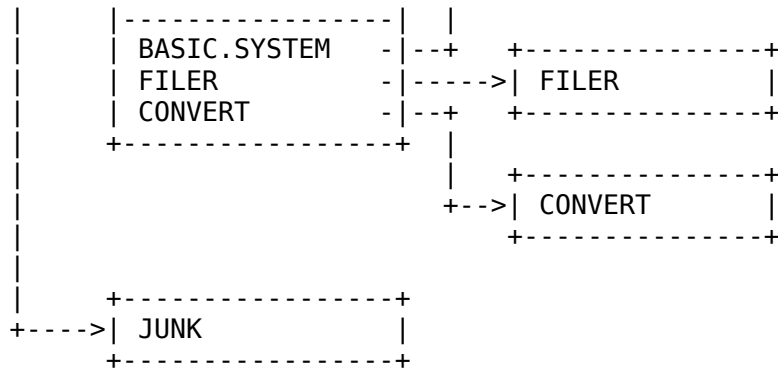 BASIC.SYSTEM
FILER FILER
CONVERT
CONVERT
JUNK